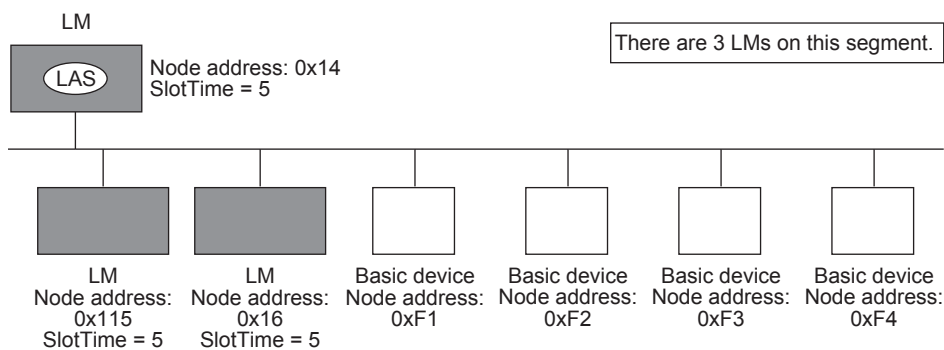 LM
There are 3 LMs on this segment.
LAS
Node address: 0x14
SlotTime = 5
LM
Node address:
0x115
SlotTime = 5
LM
Node address:
0x16
SlotTime = 5
Basic device
Node address:
0xF1
Basic device
Node address:
0xF2
Basic device
Node address:
0xF3
Basic device
Node address:
0xF4